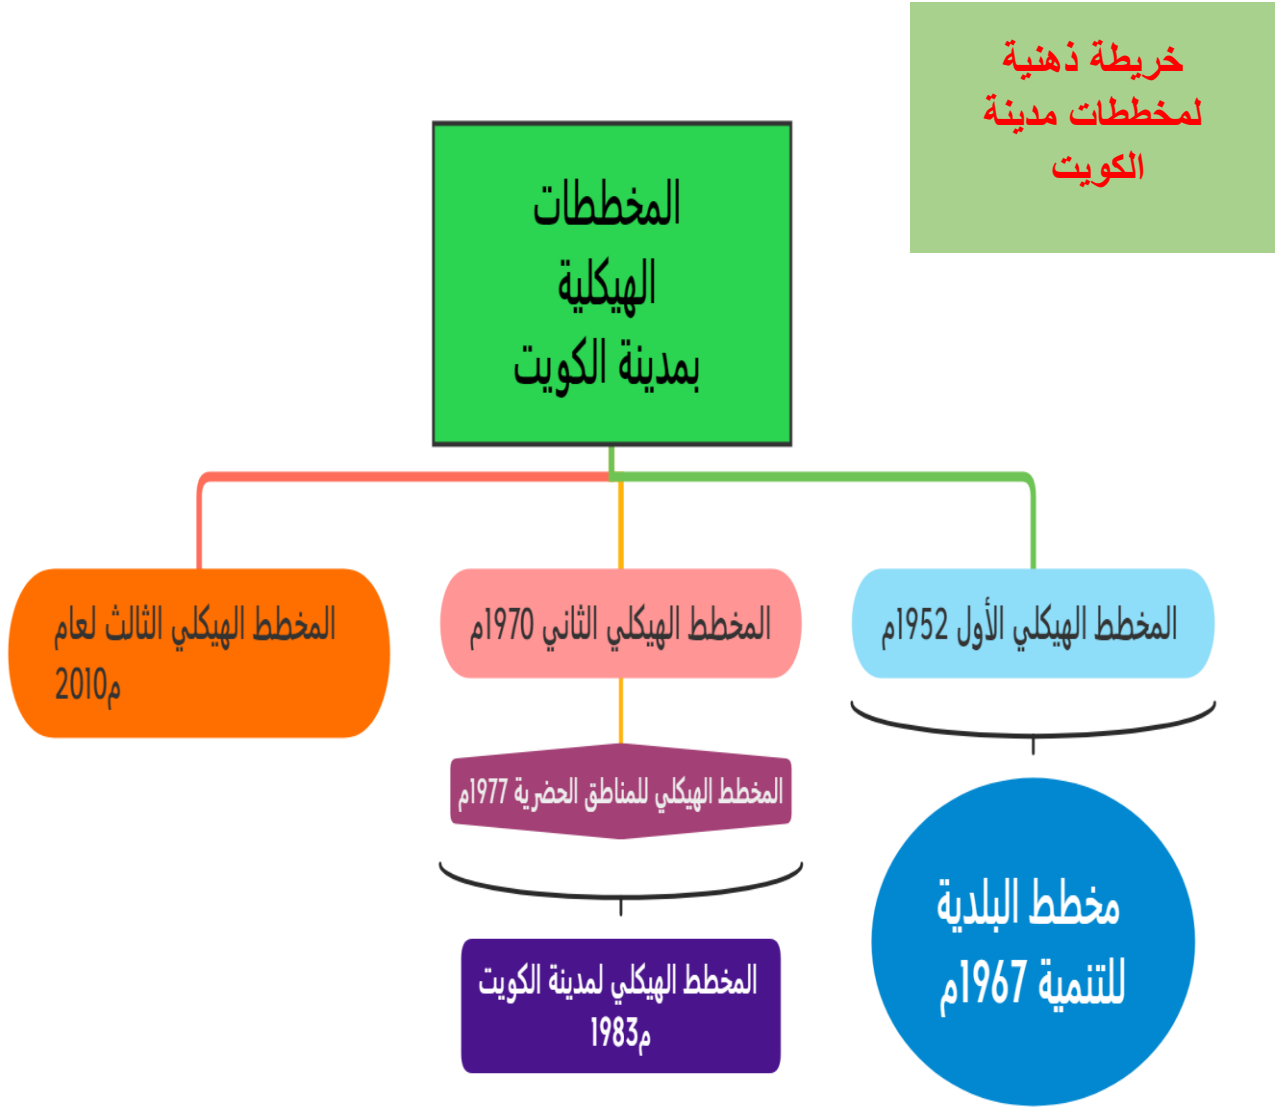 خريطة ذهنية
لمخططات مدينة
الكويت
المخططات
الهيكلية
بمدينة الكويت
المخطط الهيكلي الأول 1952م
المخطط الهيكلي الثاني 1970م
المخطط الهيكلي الثالث لعام
2010م
مخطط البلدية
للتنمية 1967م
المخطط الهيكلي للمناطق الحضرية 1977م
المخطط الهيكلي لمدينة الكويت
1983م